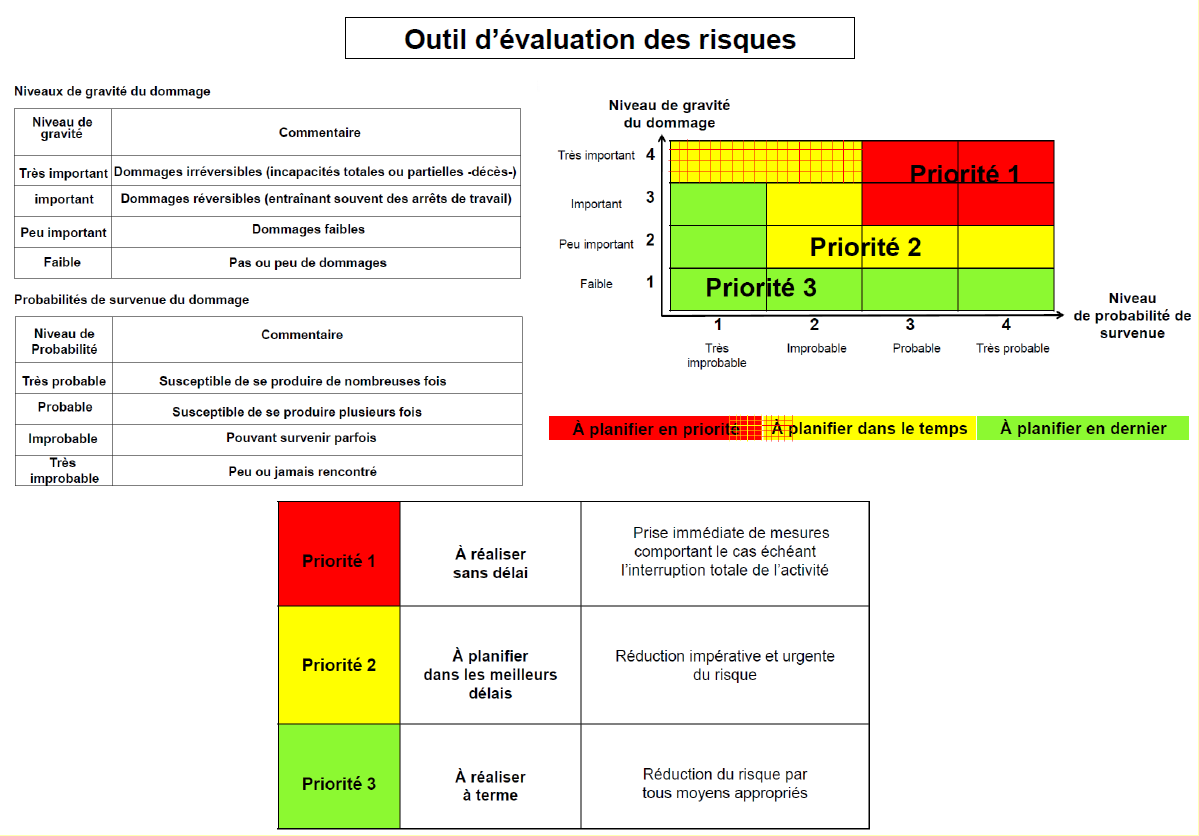 Outil d’évaluation des risques
Niveaux de gravité du dommage
Niveau de
gravité
Commentaire
Très important
Dommages irréversibles (incapacités totales ou partielles -décès-)
important
Dommages réversibles (entraînant souvent des arrêts de travail)
Peu important
Dommages faibles
Faible
Pas ou peu de dommages
Probabilités de survenue du dommage
Niveau de
Probabilité
Commentaire
Très probable
Susceptible de se produire de nombreuses fois
Probable
Susceptible de se produire plusieurs fois
Improbable
Pouvant survenir parfois
Très
improbable
Peu ou jamais rencontré
Niveau de gravité
du dommage
Très important 4
Important 3
Peu important 2
Faible 1
Priorité 1
Priorité 2
Priorité 3
1 2 3 4
Très
improbable
Improbable
Probable
Très probable
Niveau
de probabilité de
survenue
À planifier en priorité
À planifier dans le temps
À planifier en dernier
Priorité 1
À réaliser
sans délai
Prise immédiate de mesures
comportant le cas échéant
l’interruption totale de l’activité
Priorité 2
À planifier
dans les meilleurs
délais
Réduction impérative et urgente
du risque
Priorité 3
À réaliser
à terme
Réduction du risque par
tous moyens appropriés